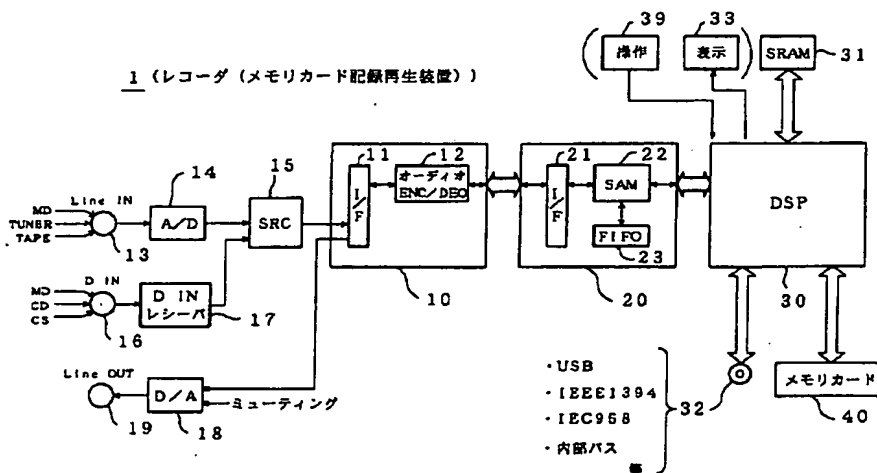 39
33
操作
表示
SRAM
31
1 (レコーダ (メモリカード記録再生装置))
11
12
21
22
15
14
Line IN
MD
TUNER
TAPE
13
A/D
SRC
I/F
オーディオ
ENC/DEO
I/F
SAM
FIFO
23
DSP
10
20
30
D IN
MD
CD
CS
16
D IN
レシーバ
17
Line OUT
19
D/A
18
ミューティング
・USB
・IEEE1394
・IEC958
・内部バス
等
32
メモリカード
40